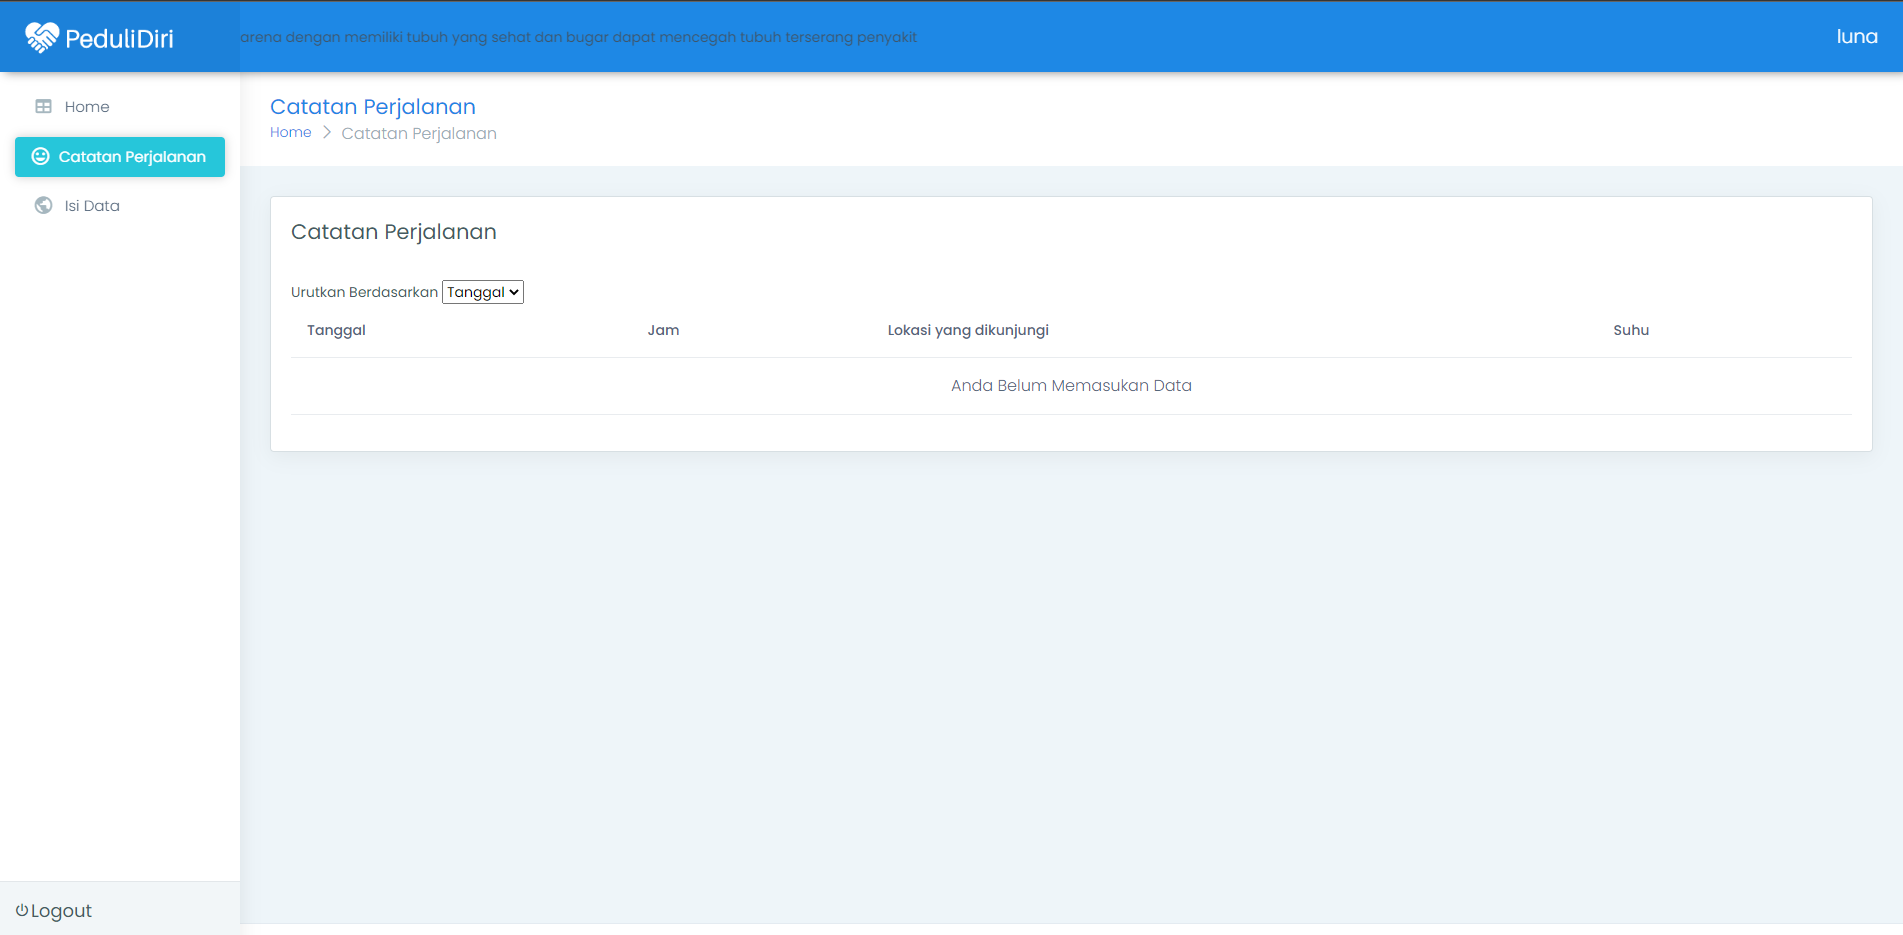 PeduliDiri
arena dengan memiliki tubuh yang sehat dan bugar dapat mencegah tubuh terserang penyakit
luna
Home
Catatan Perjalanan
Isi Data
Logout
Catatan Perjalanan
Home > Catatan Perjalanan
Catatan Perjalanan
Urutkan Berdasarkan Tanggal
Tanggal Jam Lokasi yang dikunjungi Suhu
Anda Belum Memasukan Data